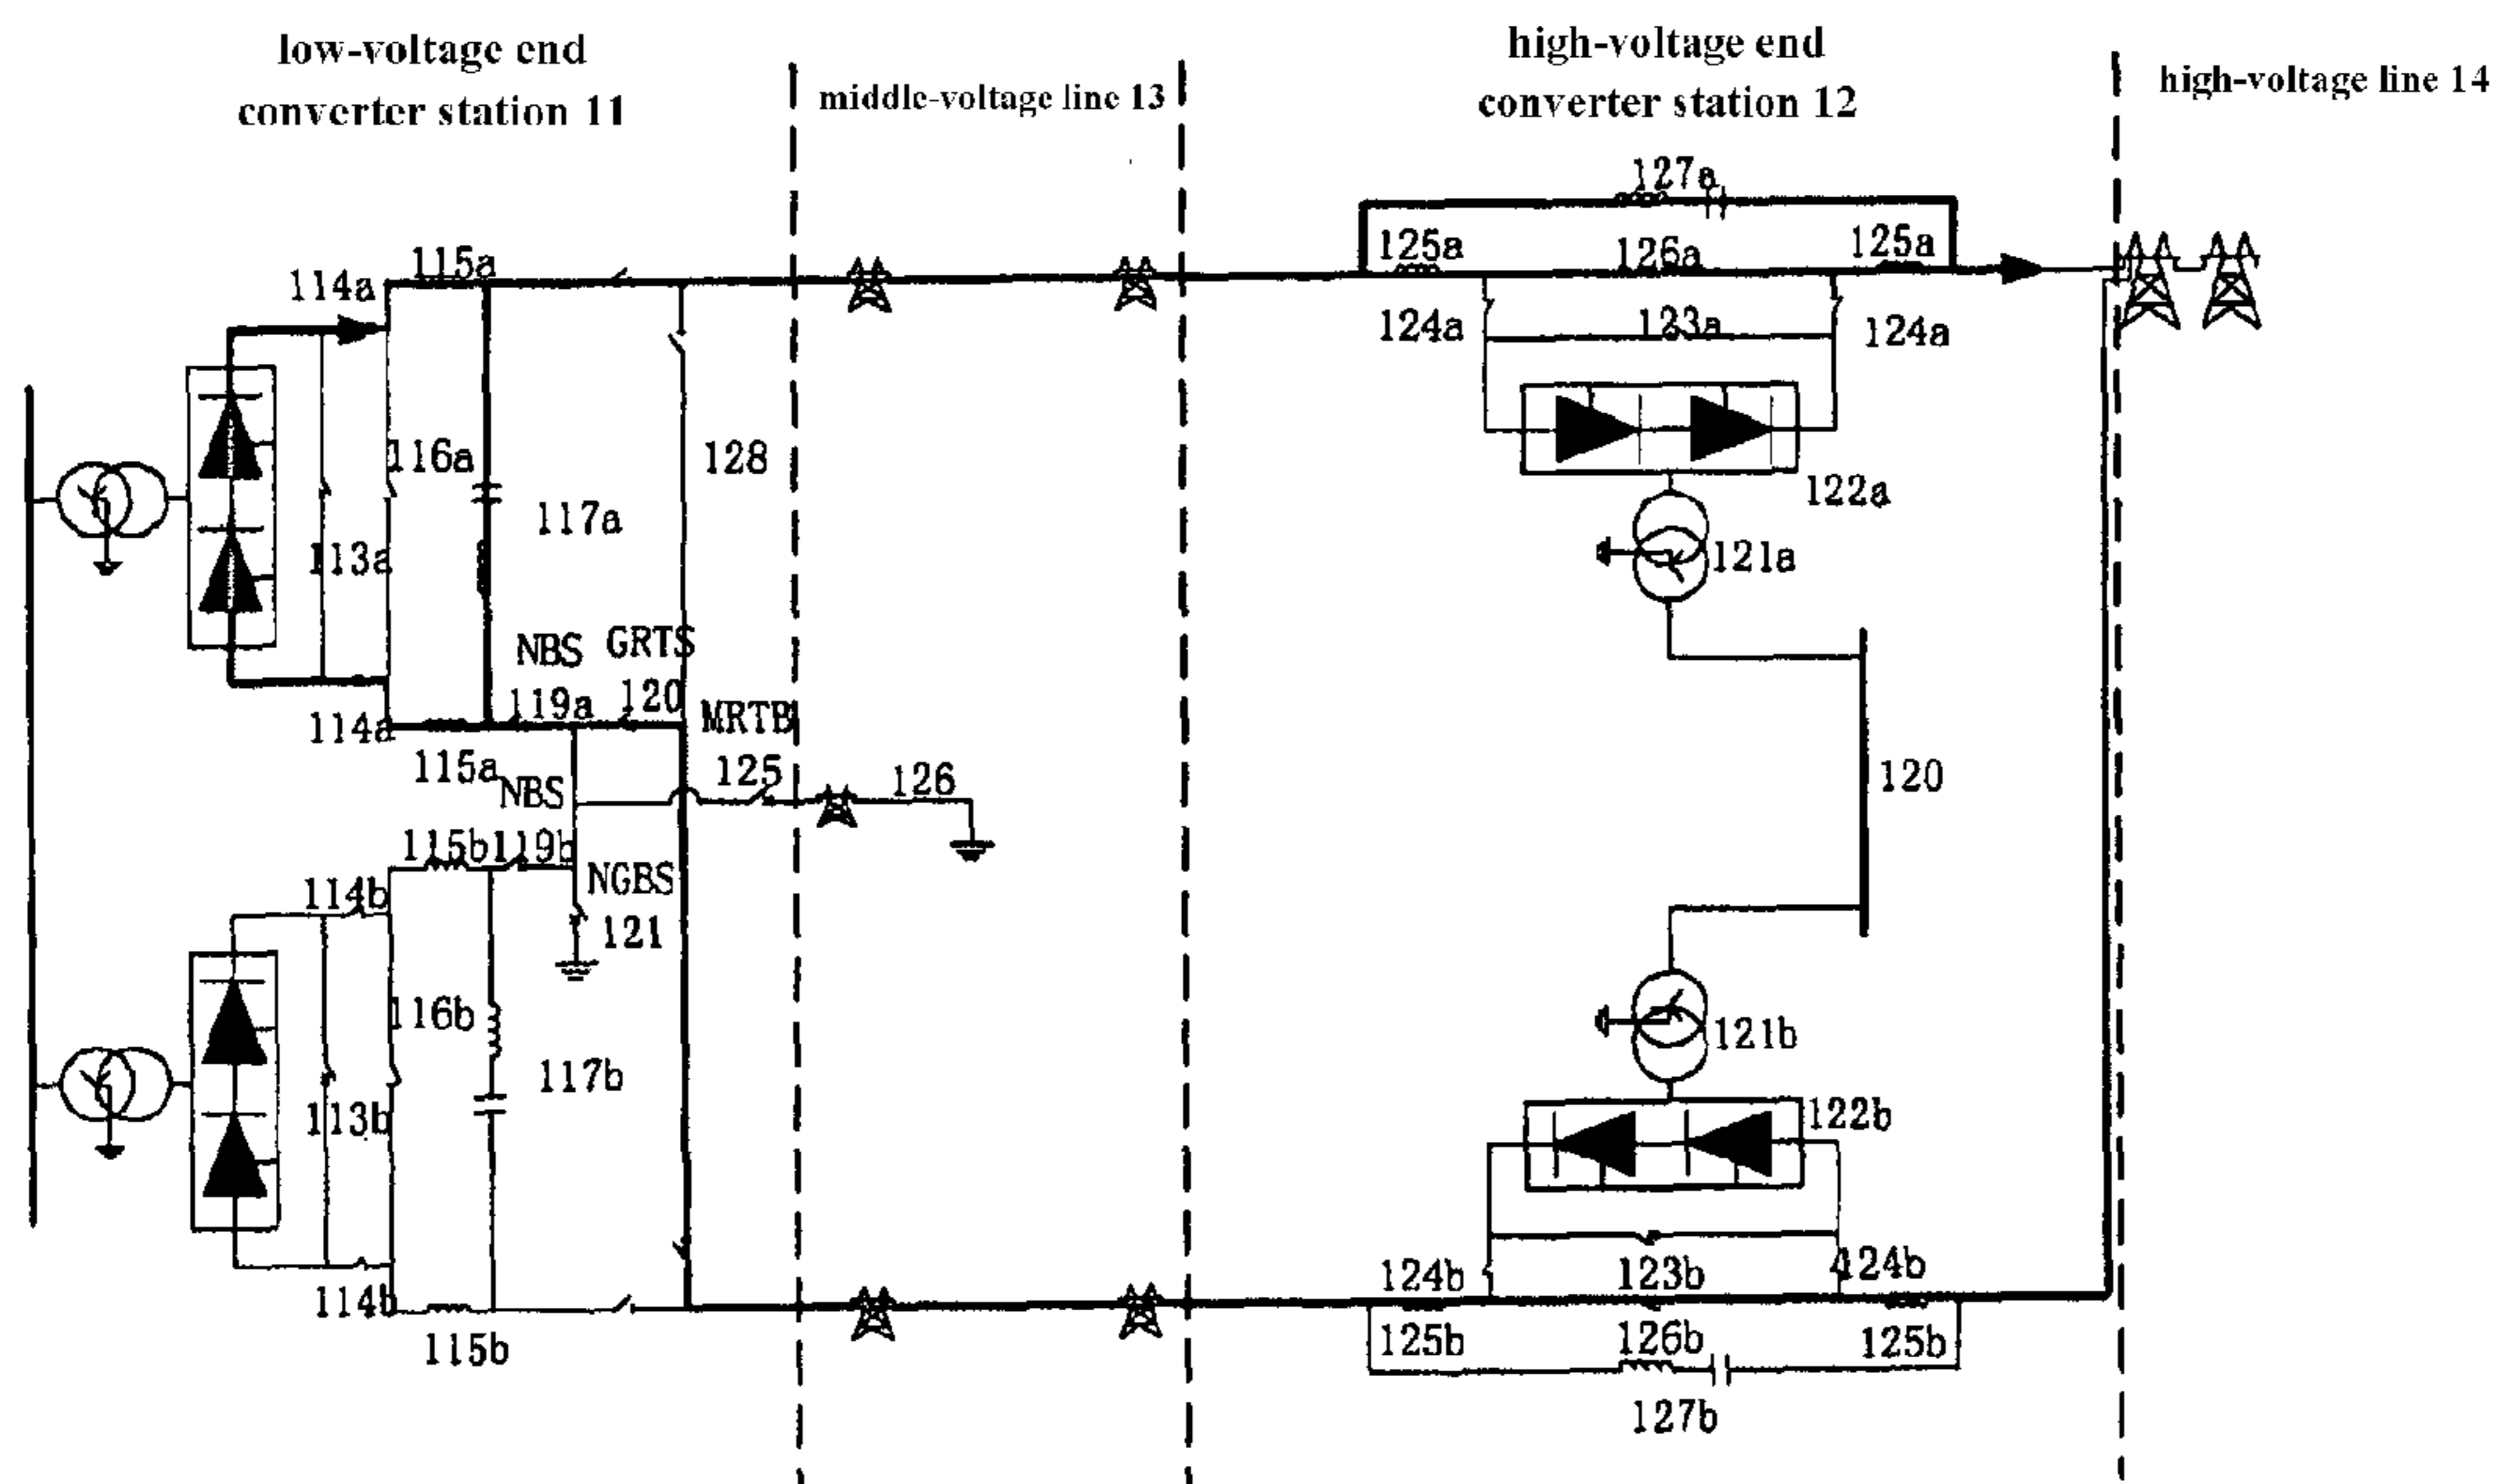 low-voltage end
converter station 11
middle-voltage line 13
high-voltage end
converter station 12
high-voltage line 14
127a
115a
125a
126a
125a
114a
124a
123a
124a
116a
128
122a
117a
113a
121a
NBS GRTS
119a
120
114a
MRTB
115a
125
126
120
NBS
115b
119b
114b
NGBS
121
116b
121b
117b
113b
122b
124b
123b
124b
114b
115b
125b
126b
125b
127b